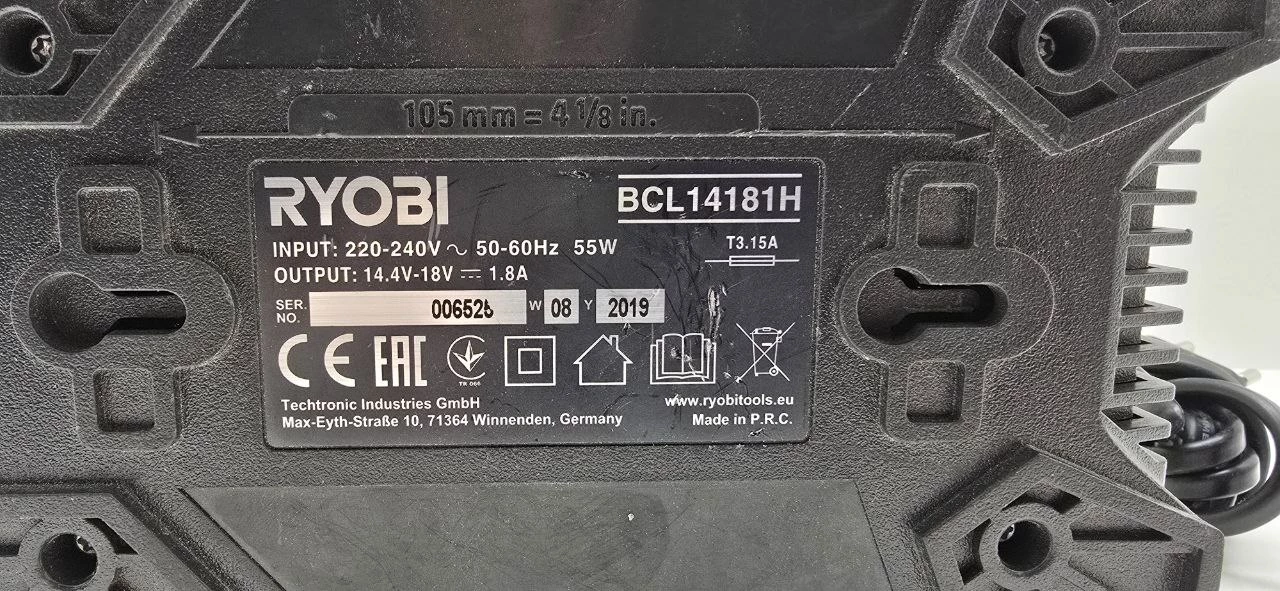 105 mm = 4 1/8 in.
RYOBI
BCL14181H
INPUT: 220-240V ~ 50-60Hz 55W
T3.15A
OUTPUT: 14.4V-18V ⎓ 1.8A
SER. NO. W 08 Y 2019
CE EAC
TR 066
Techtronic Industries GmbH
www.ryobitools.eu
Max-Eyth-Straße 10, 71364 Winnenden, Germany
Made in P.R.C.